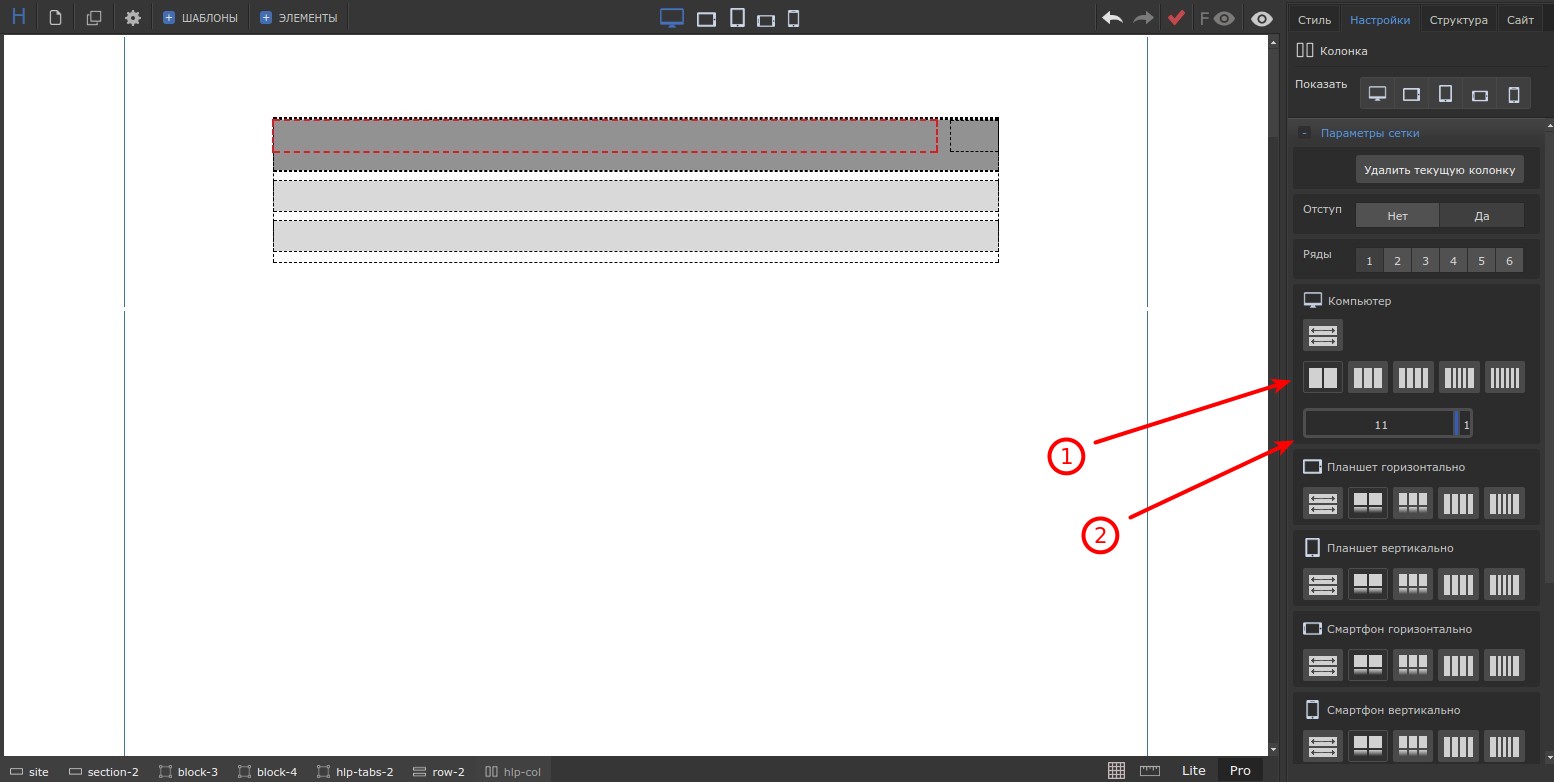 H
ШАБЛОНЫ
ЭЛЕМЕНТЫ
F
Стиль
Настройки
Структура
Сайт
Колонка
Показать
- Параметры сетки
Удалить текущую колонку
Отступ
Нет
Да
Ряды
1 2 3 4 5 6
Компьютер
11 1
Планшет горизонтально
Планшет вертикально
Смартфон горизонтально
Смартфон вертикально
1
2
site
section-2
block-3
block-4
hlp-tabs-2
row-2
hlp-col
Lite
Pro